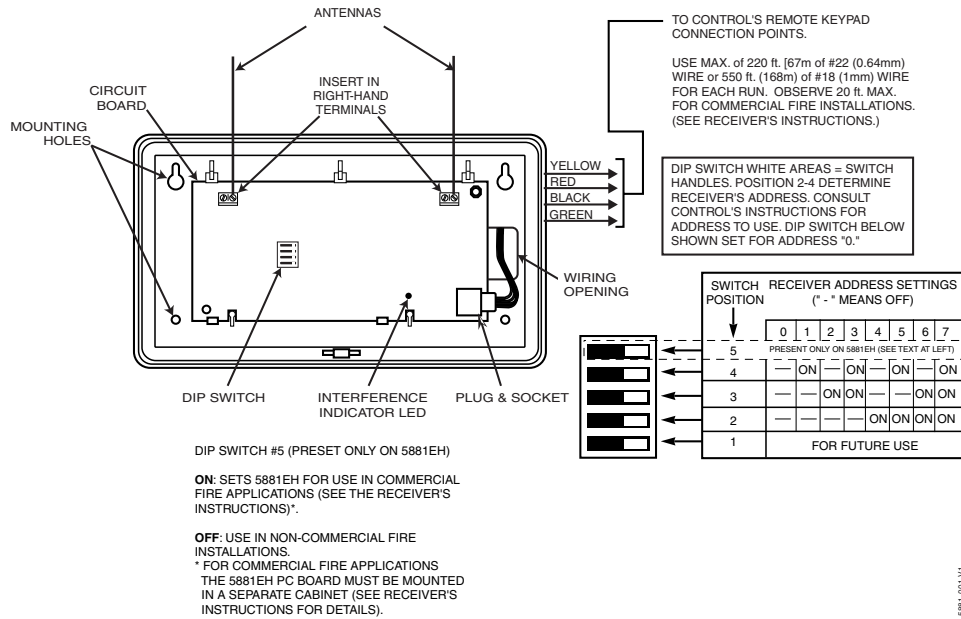 ANTENNAS
CIRCUIT
BOARD
MOUNTING
HOLES
INSERT IN
RIGHT-HAND
TERMINALS
TO CONTROL'S REMOTE KEYPAD
CONNECTION POINTS.
USE MAX. of 220 ft. [67m of #22 (0.64mm)
WIRE or 550 ft. (168m) of #18 (1mm) WIRE
FOR EACH RUN. OBSERVE 20 ft. MAX.
FOR COMMERCIAL FIRE INSTALLATIONS.
(SEE RECEIVER'S INSTRUCTIONS.)
YELLOW
RED
BLACK
GREEN
DIP SWITCH WHITE AREAS = SWITCH
HANDLES. POSITION 2-4 DETERMINE
RECEIVER'S ADDRESS. CONSULT
CONTROL'S INSTRUCTIONS FOR
ADDRESS TO USE. DIP SWITCH BELOW
SHOWN SET FOR ADDRESS "0."
WIRING
OPENING
DIP SWITCH
INTERFERENCE
INDICATOR LED
PLUG & SOCKET
SWITCH
POSITION
RECEIVER ADDRESS SETTINGS
(" - " MEANS OFF)
0 1 2 3 4 5 6 7
5 PRESENT ONLY ON 5881EH (SEE TEXT AT LEFT)
4 — ON — ON — ON — ON
3 — — ON ON — — ON ON
2 — — — — ON ON ON ON
1 FOR FUTURE USE
DIP SWITCH #5 (PRESET ONLY ON 5881EH)
ON: SETS 5881EH FOR USE IN COMMERCIAL
FIRE APPLICATIONS (SEE THE RECEIVER'S
INSTRUCTIONS)*.
OFF: USE IN NON-COMMERCIAL FIRE
INSTALLATIONS.
* FOR COMMERCIAL FIRE APPLICATIONS
THE 5881EH PC BOARD MUST BE MOUNTED
IN A SEPARATE CABINET (SEE RECEIVER'S
INSTRUCTIONS FOR DETAILS).
5881-001-V1